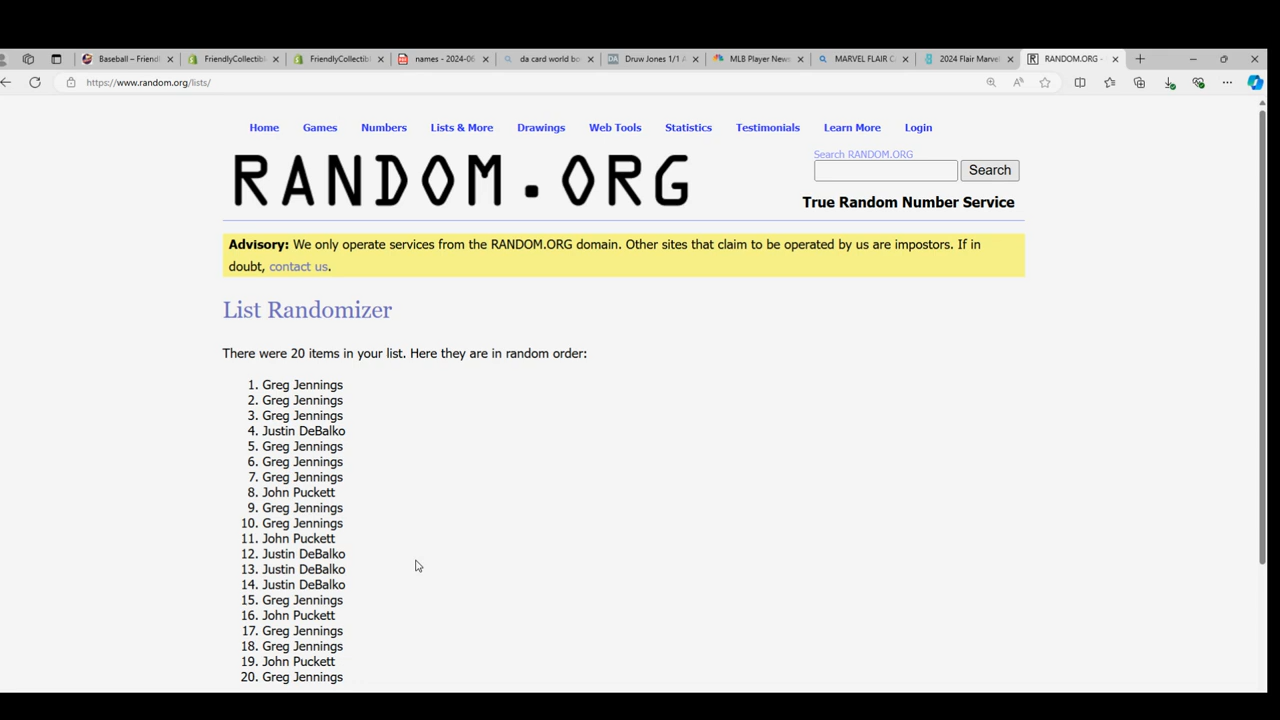 Baseball – Friendl
FriendlyCollectibl
FriendlyCollectibl
names - 2024-06
da card world bo
Druw Jones 1/1 A
MLB Player News
MARVEL FLAIR C
2024 Flair Marvel
RANDOM.ORG -
https://www.random.org/lists/
Home Games Numbers Lists & More Drawings Web Tools Statistics Testimonials Learn More Login
RANDOM.ORG
Search RANDOM.ORG
Search
True Random Number Service
Advisory: We only operate services from the RANDOM.ORG domain. Other sites that claim to be operated by us are impostors. If in
doubt, contact us.
List Randomizer
There were 20 items in your list. Here they are in random order:
1. Greg Jennings
2. Greg Jennings
3. Greg Jennings
4. Justin DeBalko
5. Greg Jennings
6. Greg Jennings
7. Greg Jennings
8. John Puckett
9. Greg Jennings
10. Greg Jennings
11. John Puckett
12. Justin DeBalko
13. Justin DeBalko
14. Justin DeBalko
15. Greg Jennings
16. John Puckett
17. Greg Jennings
18. Greg Jennings
19. John Puckett
20. Greg Jennings